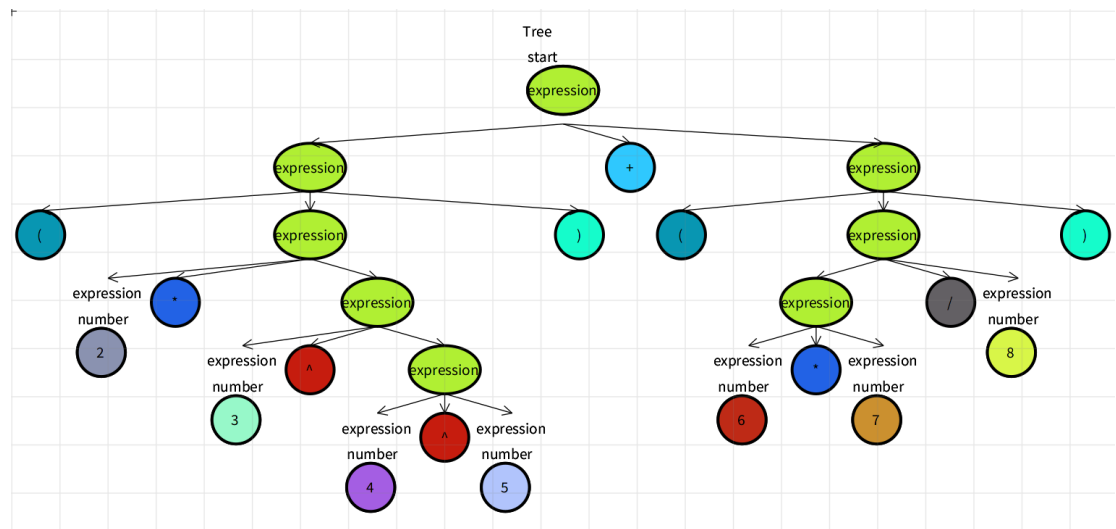 Tree
start
expression
expression + expression
( expression ) ( expression )
expression * expression expression / expression
number number
2 8
expression ^ expression expression * expression
number number number
3 6 7
expression ^ expression
number number
4 5